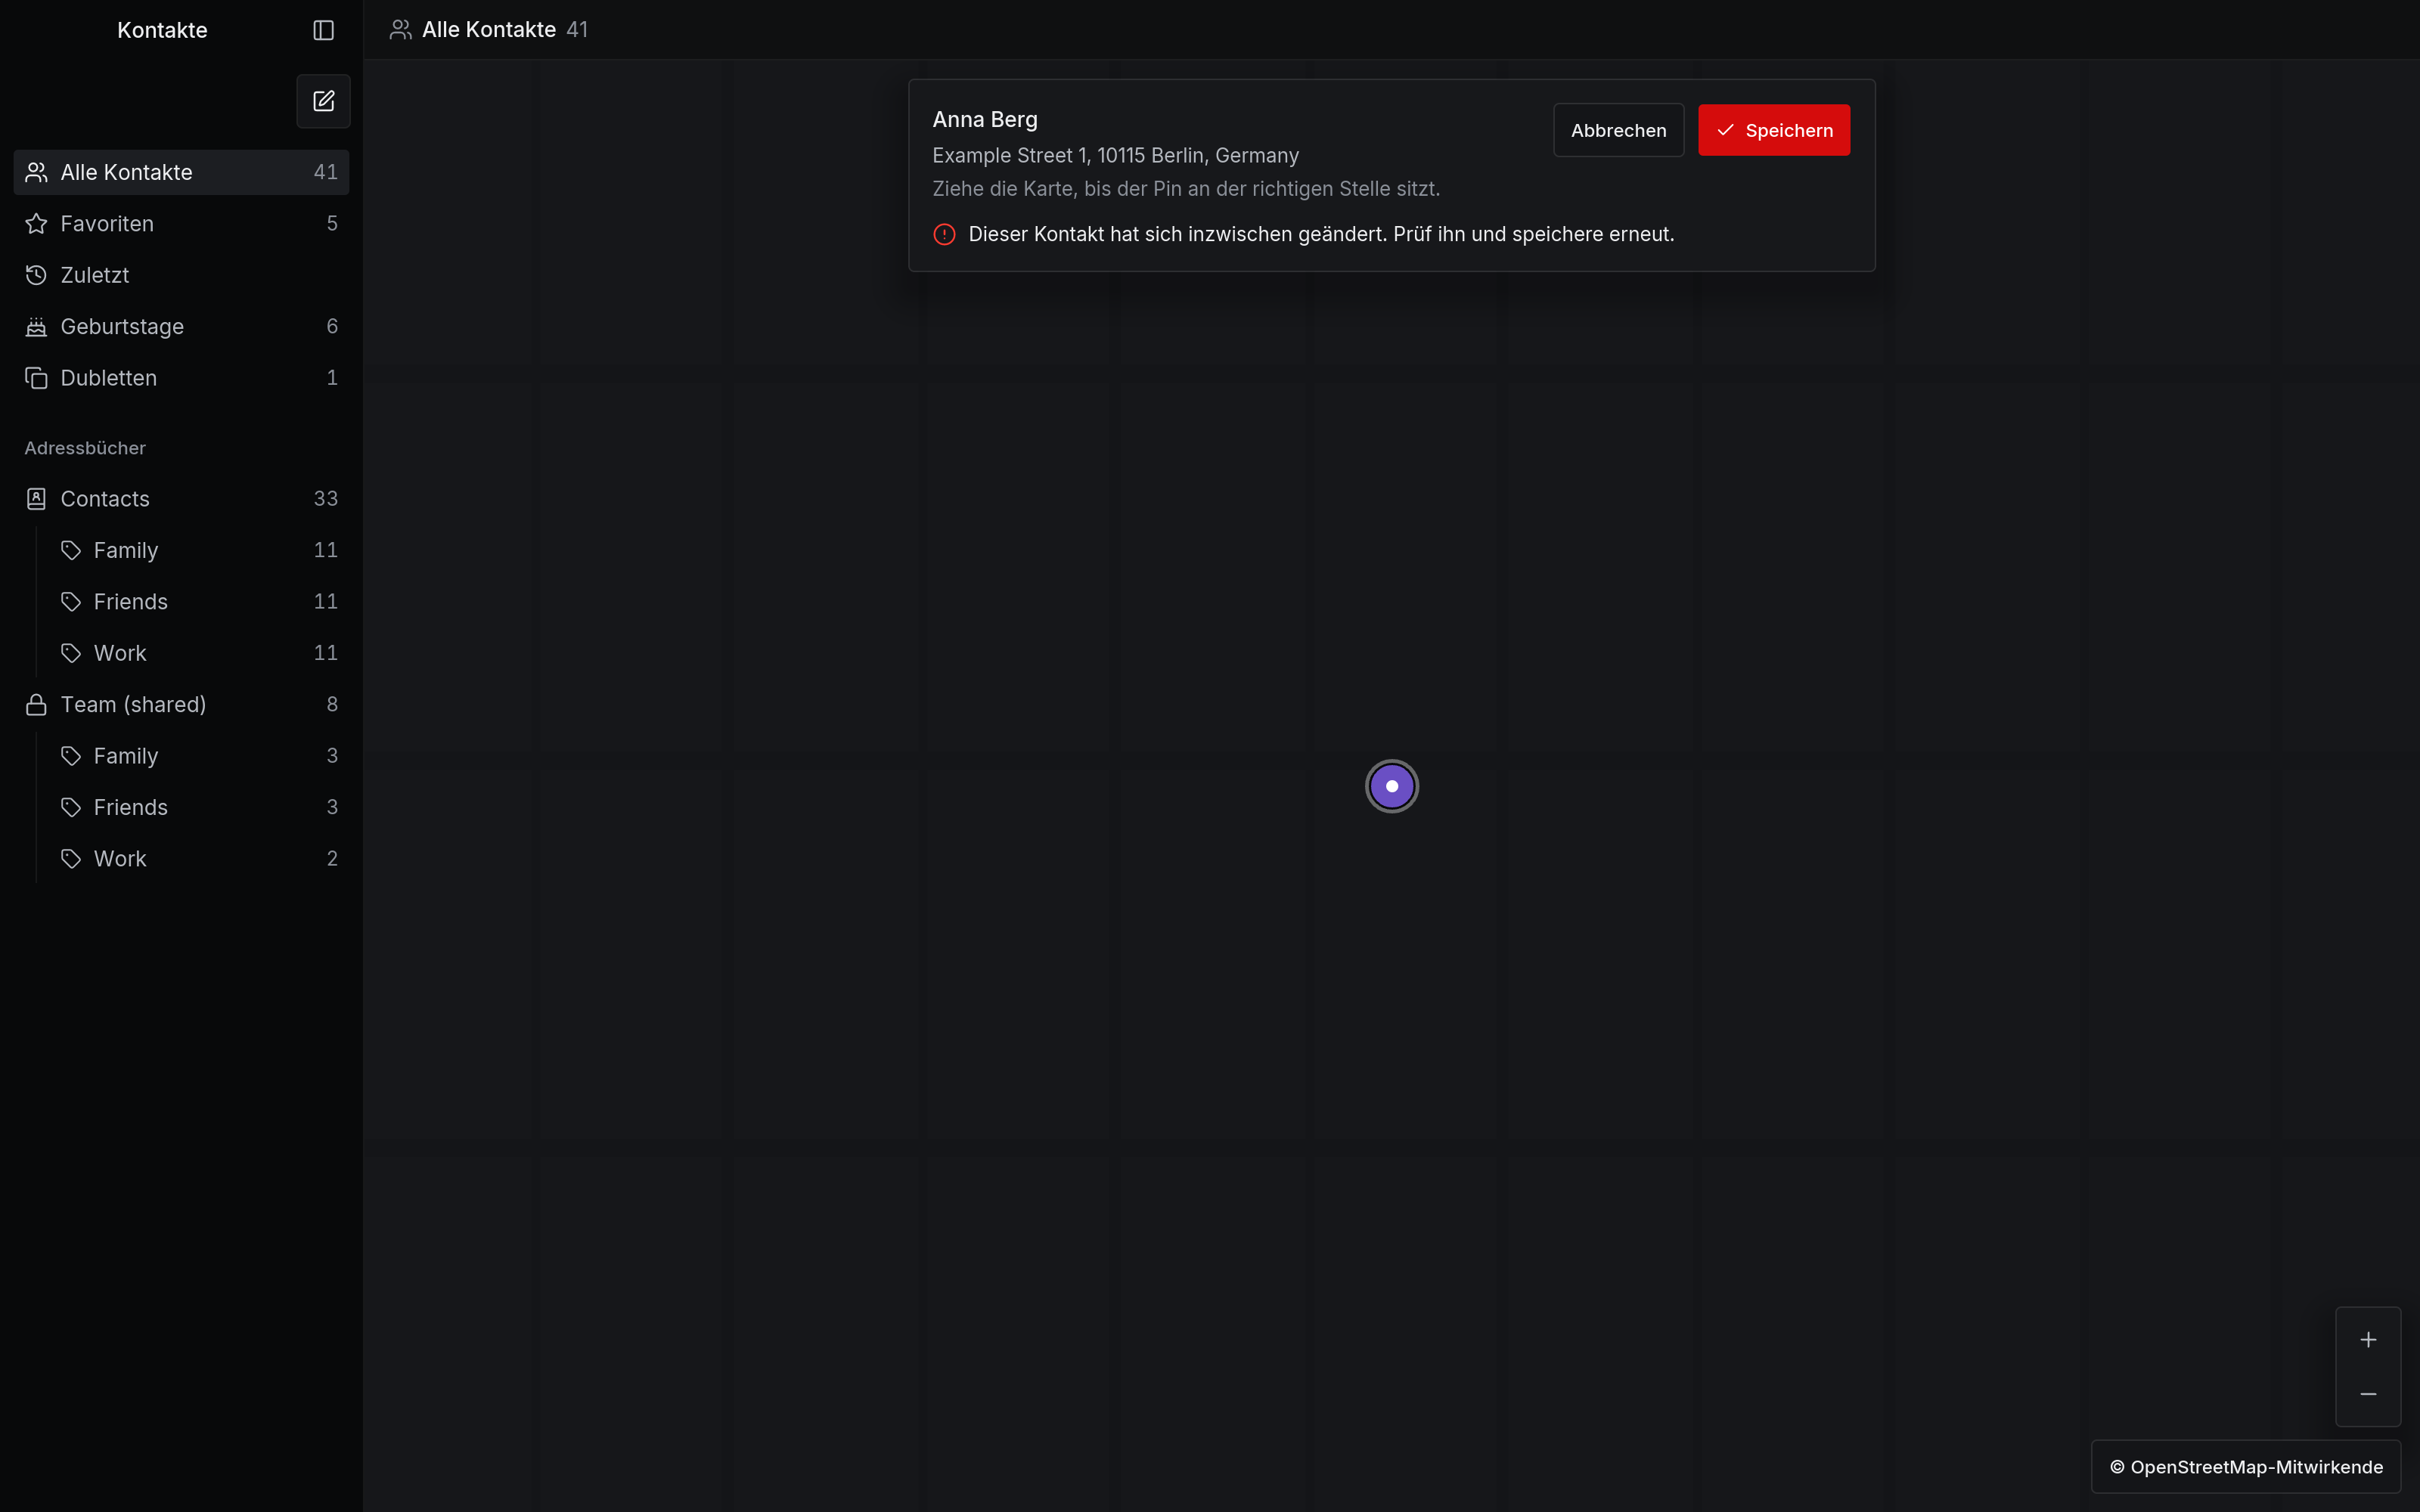 Kontakte
Alle Kontakte 41
Favoriten 5
Zuletzt
Geburtstage 6
Dubletten 1
Adressbücher
Contacts 33
Family 11
Friends 11
Work 11
Team (shared) 8
Family 3
Friends 3
Work 2
Alle Kontakte 41
Anna Berg
Example Street 1, 10115 Berlin, Germany
Ziehe die Karte, bis der Pin an der richtigen Stelle sitzt.
Dieser Kontakt hat sich inzwischen geändert. Prüf ihn und speichere erneut.
Abbrechen
Speichern
© OpenStreetMap-Mitwirkende